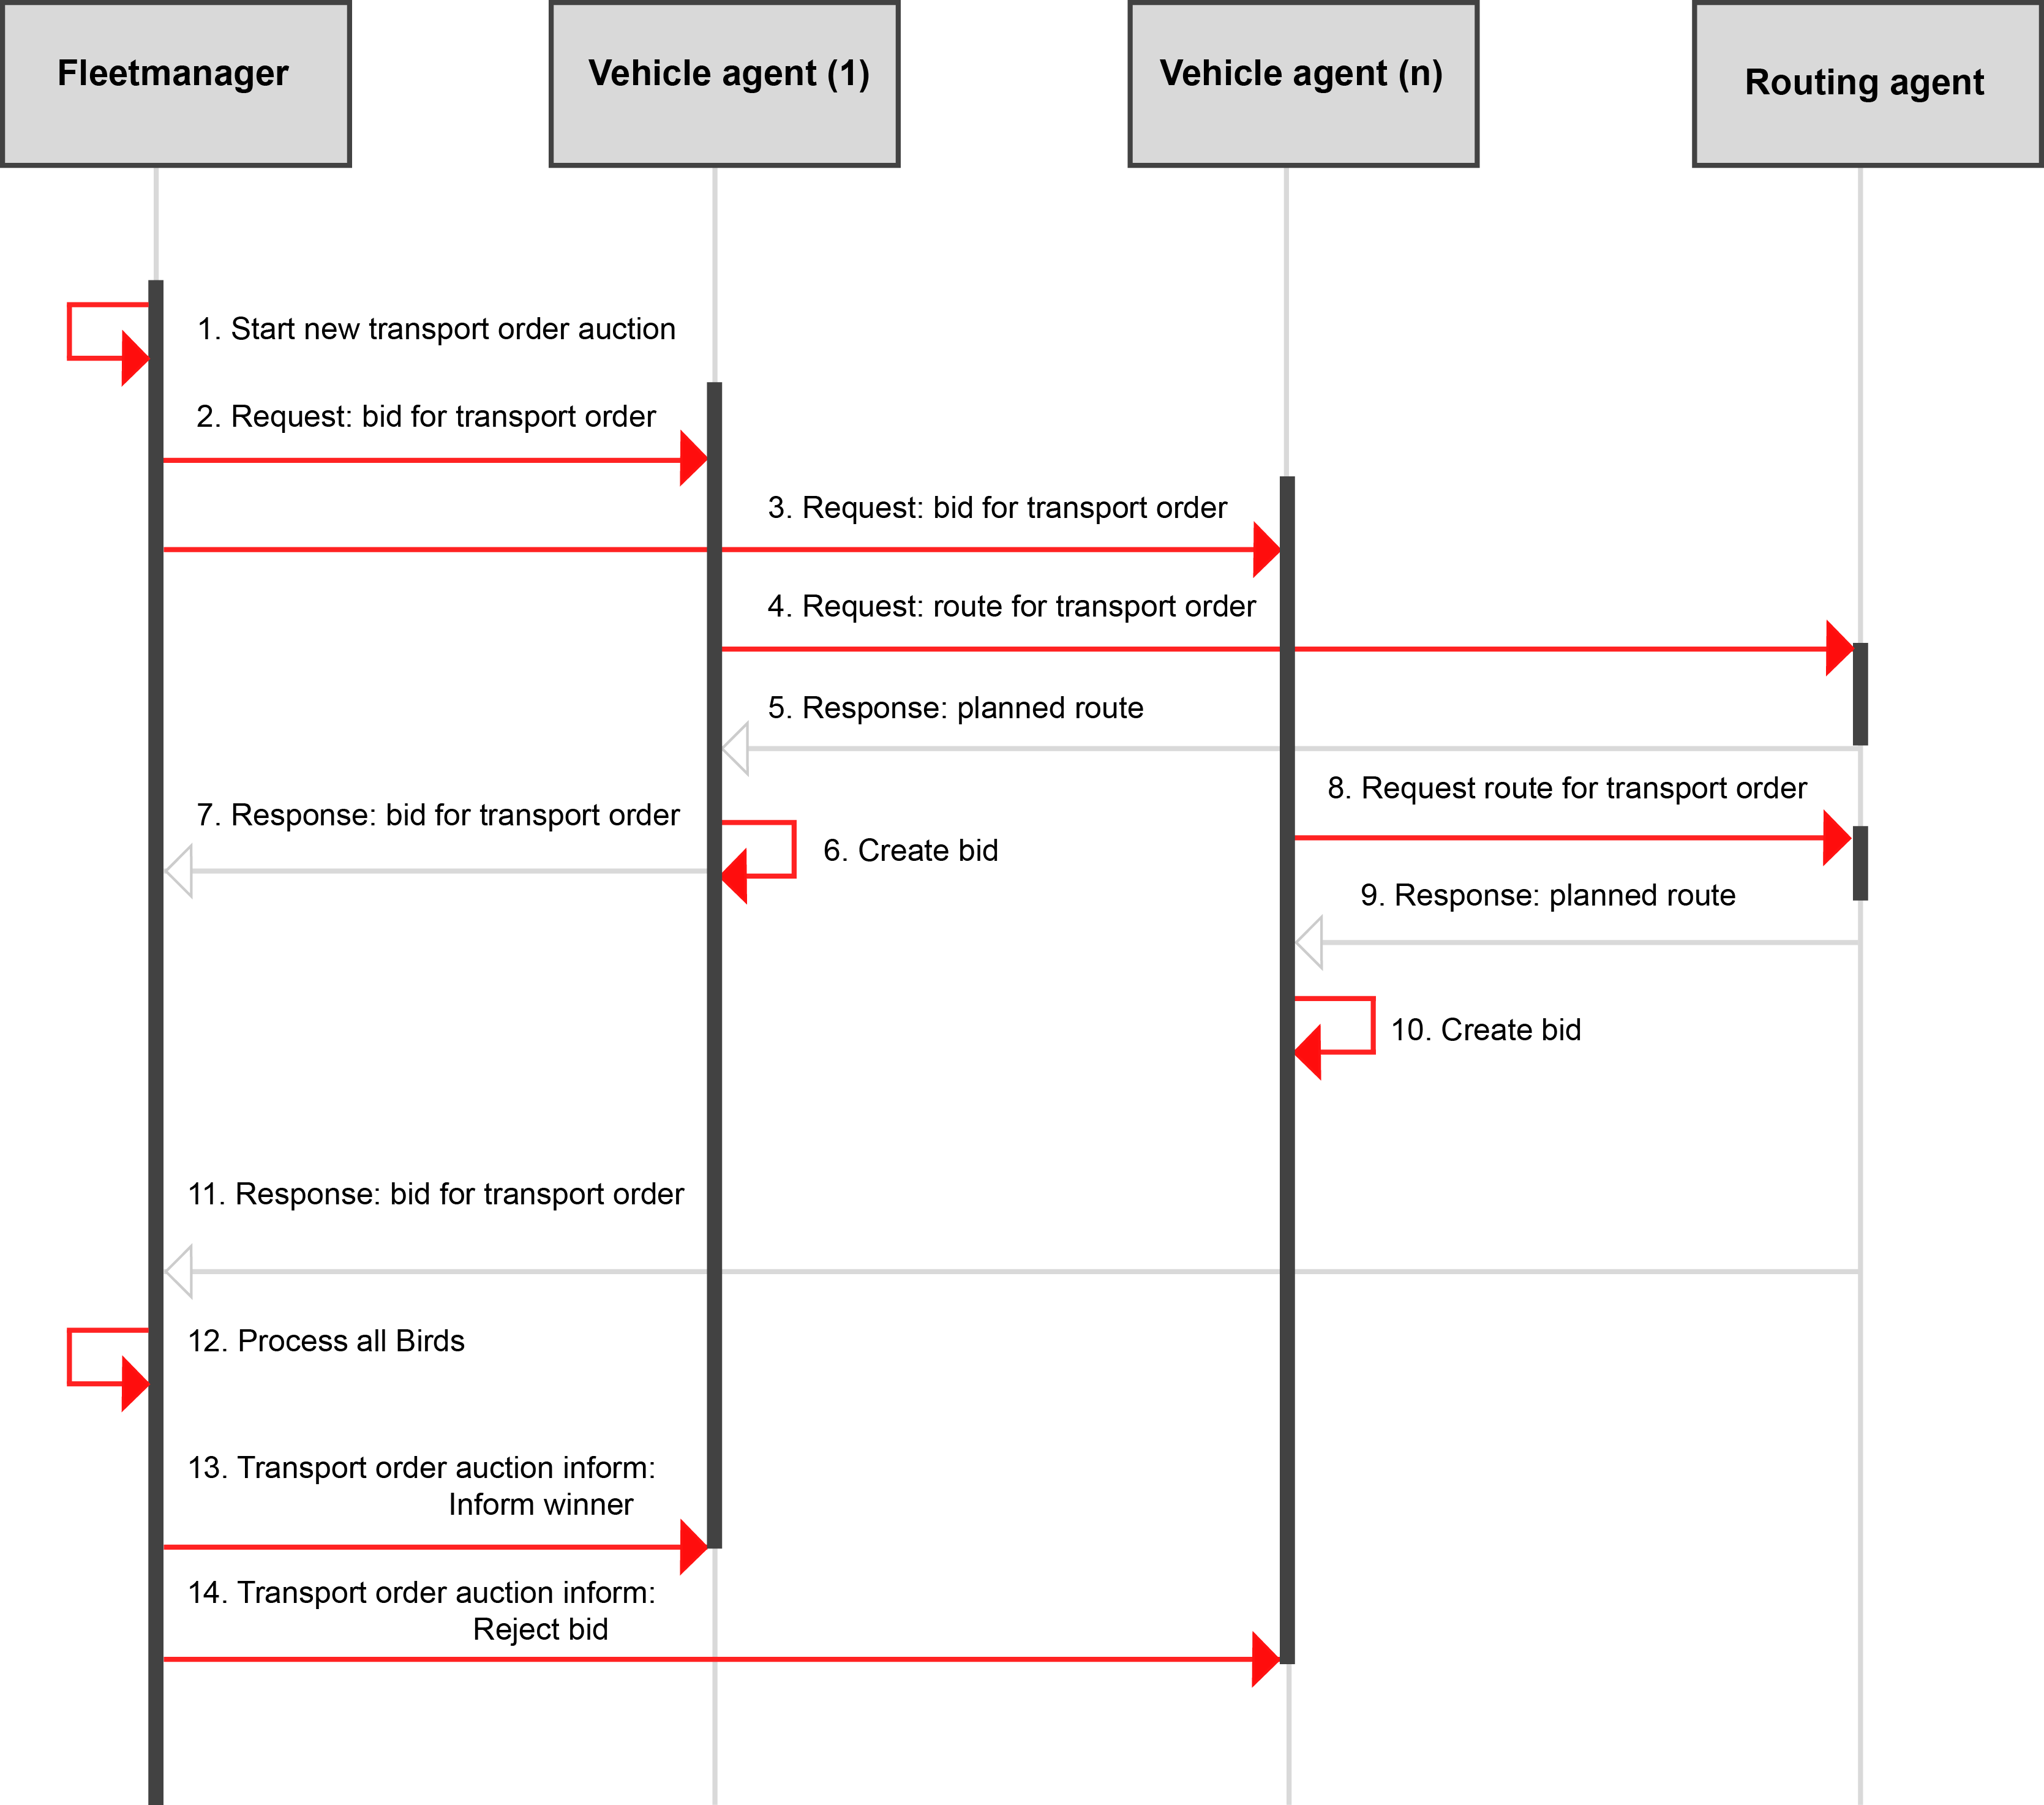 Fleetmanager
Vehicle agent (1)
Vehicle agent (n)
Routing agent
1. Start new transport order auction
2. Request: bid for transport order
3. Request: bid for transport order
4. Request: route for transport order
5. Response: planned route
8. Request route for transport order
7. Response: bid for transport order
6. Create bid
9. Response: planned route
10. Create bid
11. Response: bid for transport order
12. Process all Birds
13. Transport order auction inform:
Inform winner
14. Transport order auction inform:
Reject bid